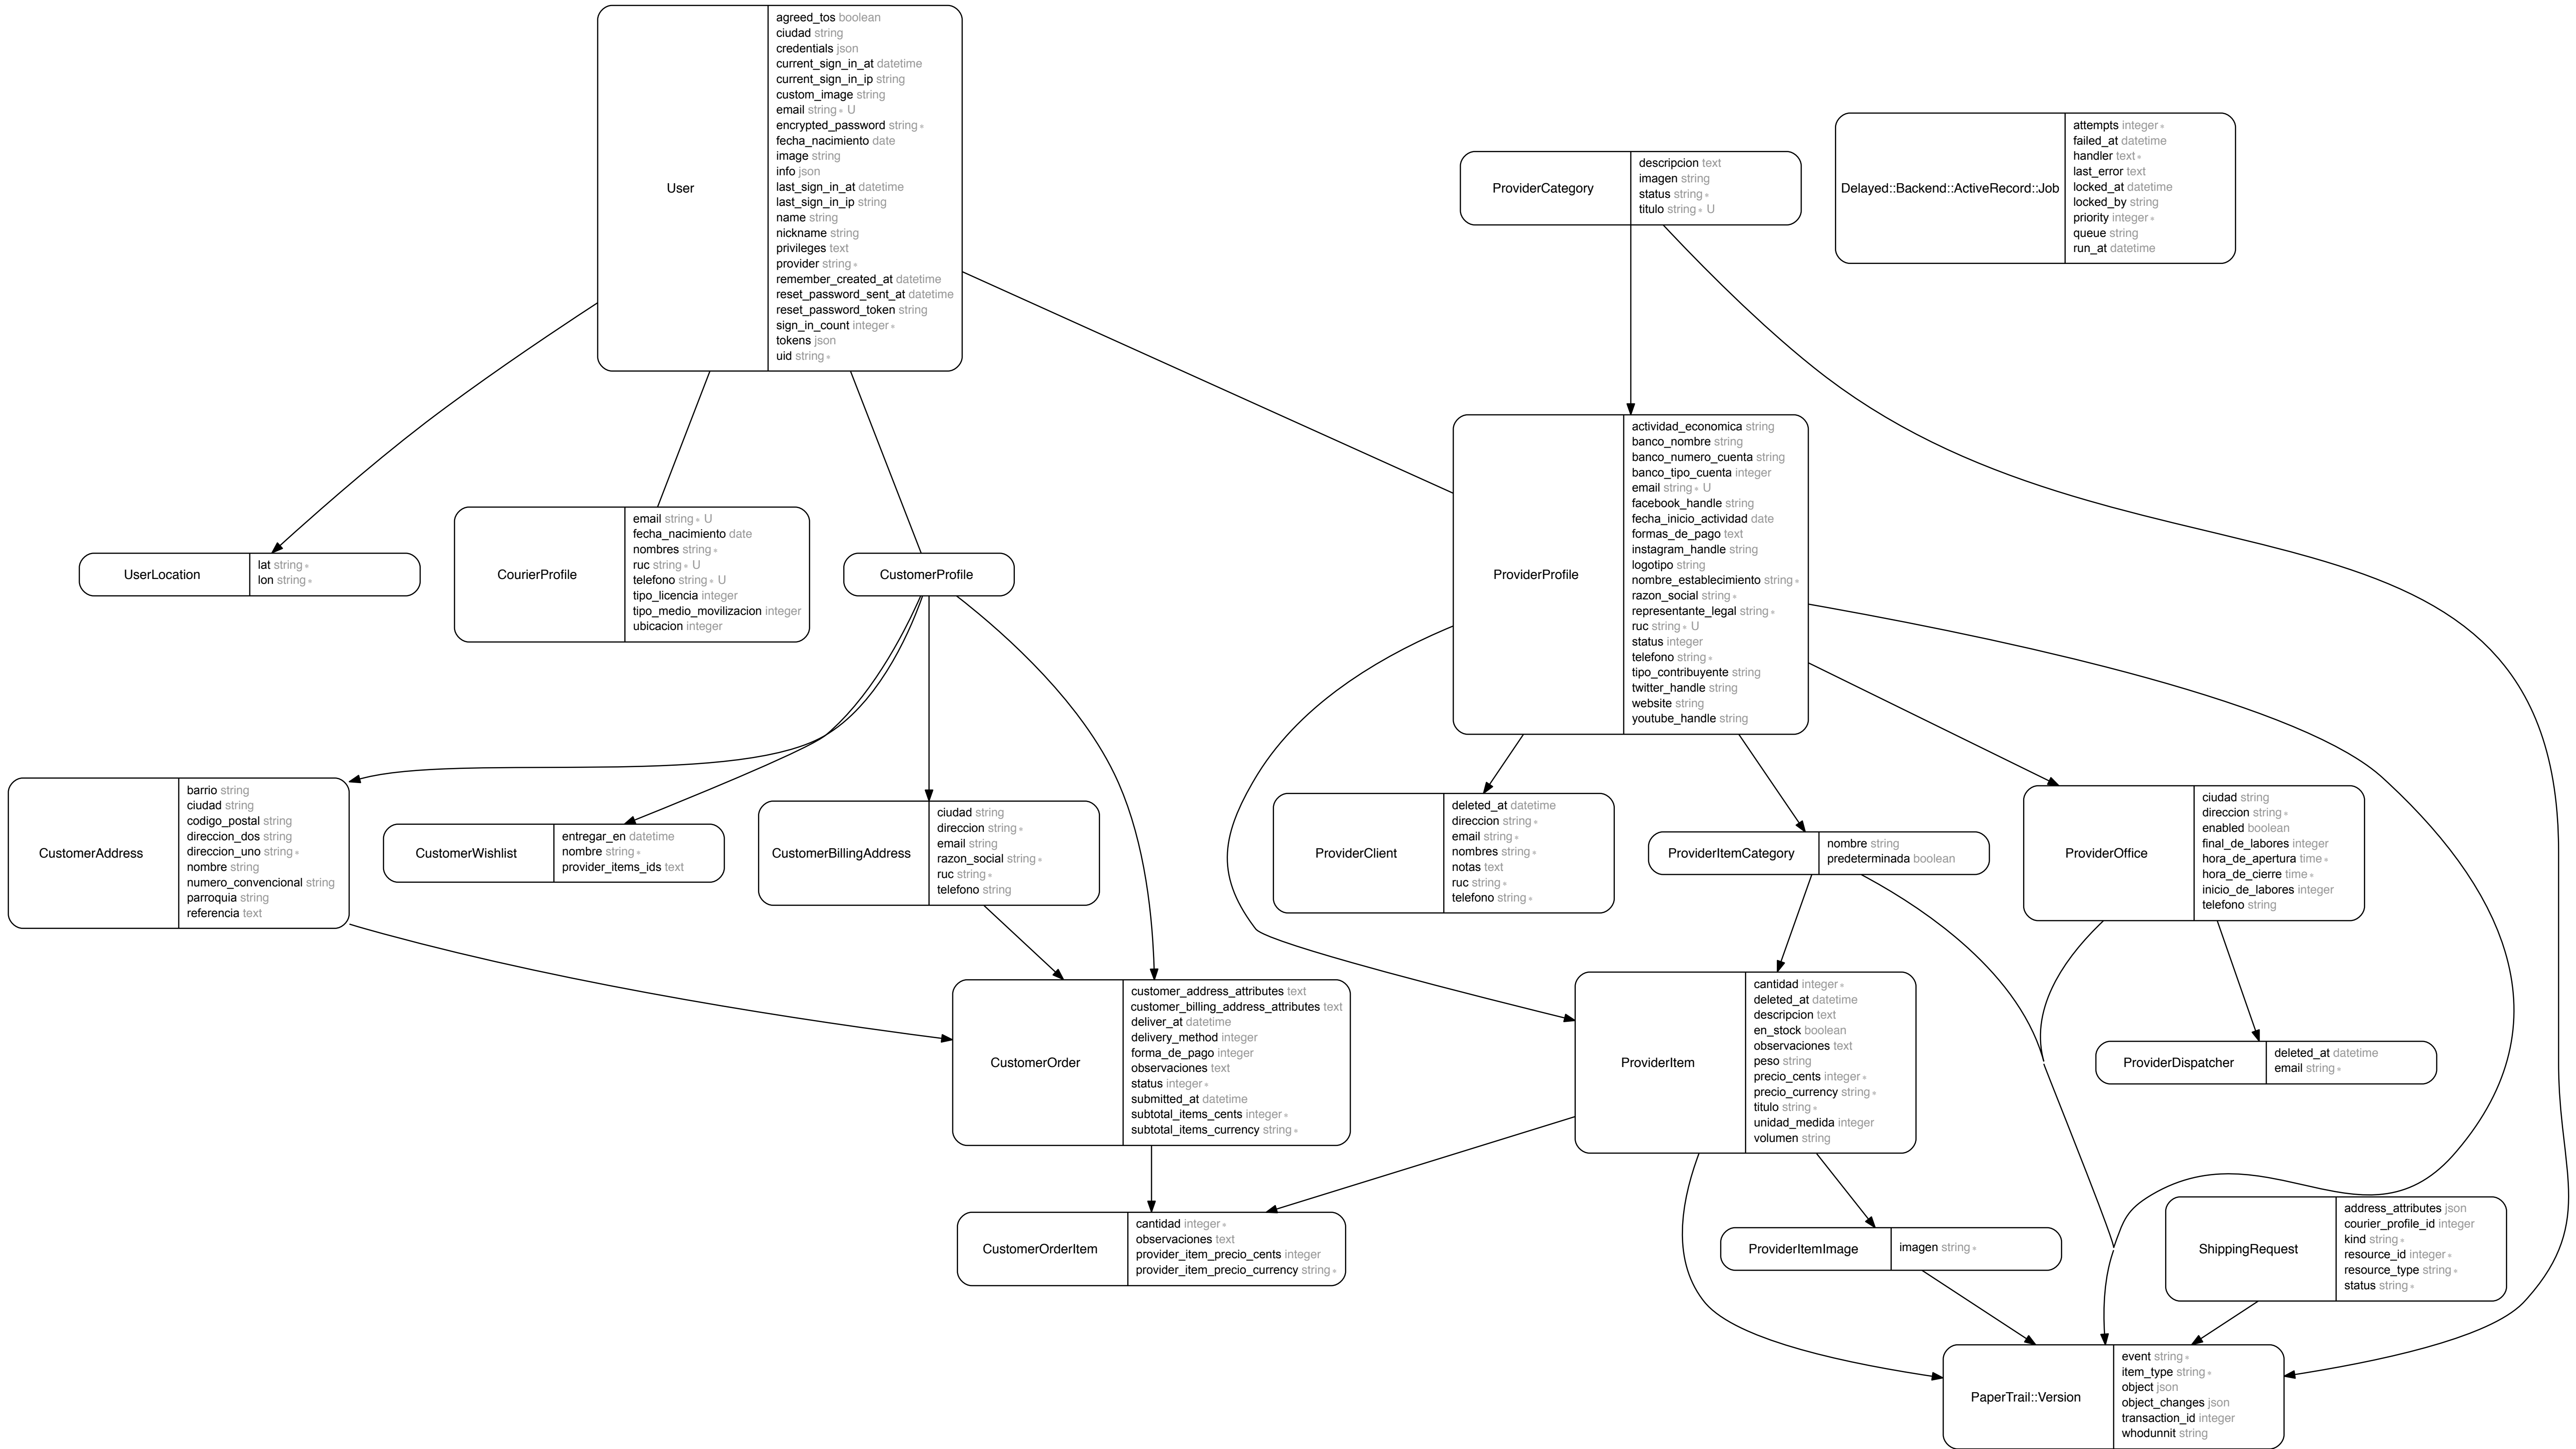 User
agreed_tos boolean
ciudad string
credentials json
current_sign_in_at datetime
current_sign_in_ip string
custom_image string
email string * U
encrypted_password string *
fecha_nacimiento date
image string
info json
last_sign_in_at datetime
last_sign_in_ip string
name string
nickname string
privileges text
provider string *
remember_created_at datetime
reset_password_sent_at datetime
reset_password_token string
sign_in_count integer *
tokens json
uid string *
ProviderCategory
descripcion text
imagen string
status string *
titulo string * U
Delayed::Backend::ActiveRecord::Job
attempts integer *
failed_at datetime
handler text *
last_error text
locked_at datetime
locked_by string
priority integer *
queue string
run_at datetime
UserLocation
lat string *
lon string *
CourierProfile
email string * U
fecha_nacimiento date
nombres string *
ruc string * U
telefono string * U
tipo_licencia integer
tipo_medio_movilizacion integer
ubicacion integer
CustomerProfile
ProviderProfile
actividad_economica string
banco_nombre string
banco_numero_cuenta string
banco_tipo_cuenta integer
email string * U
facebook_handle string
fecha_inicio_actividad date
formas_de_pago text
instagram_handle string
logotipo string
nombre_establecimiento string *
razon_social string *
representante_legal string *
ruc string * U
status integer
telefono string *
tipo_contribuyente string
twitter_handle string
website string
youtube_handle string
CustomerAddress
barrio string
ciudad string
codigo_postal string
direccion_dos string
direccion_uno string *
nombre string
numero_convencional string
parroquia string
referencia text
CustomerWishlist
entregar_en datetime
nombre string *
provider_items_ids text
CustomerBillingAddress
ciudad string
direccion string *
email string
razon_social string *
ruc string *
telefono string
ProviderClient
deleted_at datetime
direccion string *
email string *
nombres string *
notas text
ruc string *
telefono string *
ProviderItemCategory
nombre string
predeterminada boolean
ProviderOffice
ciudad string
direccion string *
enabled boolean
final_de_labores integer
hora_de_apertura time *
hora_de_cierre time *
inicio_de_labores integer
telefono string
CustomerOrder
customer_address_attributes text
customer_billing_address_attributes text
deliver_at datetime
delivery_method integer
forma_de_pago integer
observaciones text
status integer *
submitted_at datetime
subtotal_items_cents integer *
subtotal_items_currency string *
ProviderItem
cantidad integer *
deleted_at datetime
descripcion text
en_stock boolean
observaciones text
peso string
precio_cents integer *
precio_currency string *
titulo string *
unidad_medida integer
volumen string
ProviderDispatcher
deleted_at datetime
email string *
CustomerOrderItem
cantidad integer *
observaciones text
provider_item_precio_cents integer
provider_item_precio_currency string *
ProviderItemImage
imagen string *
ShippingRequest
address_attributes json
courier_profile_id integer
kind string *
resource_id integer *
resource_type string *
status string *
PaperTrail::Version
event string *
item_type string *
object json
object_changes json
transaction_id integer
whodunnit string